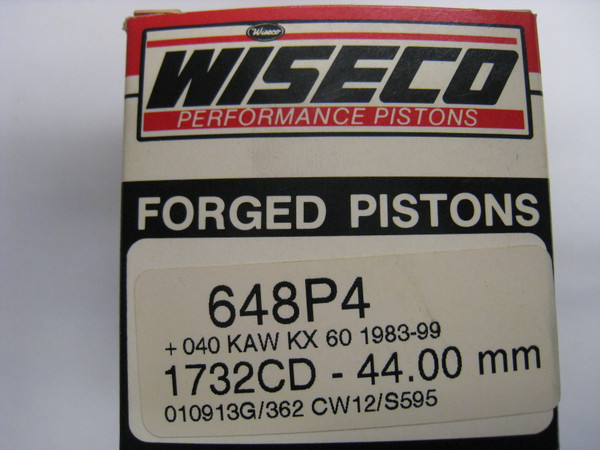 Wiseco
WISECO
PERFORMANCE PISTONS
FORGED PISTONS
648P4
+ 040 KAW KX 60 1983-99
1732CD - 44.00 mm
010913G/362 CW12/S595